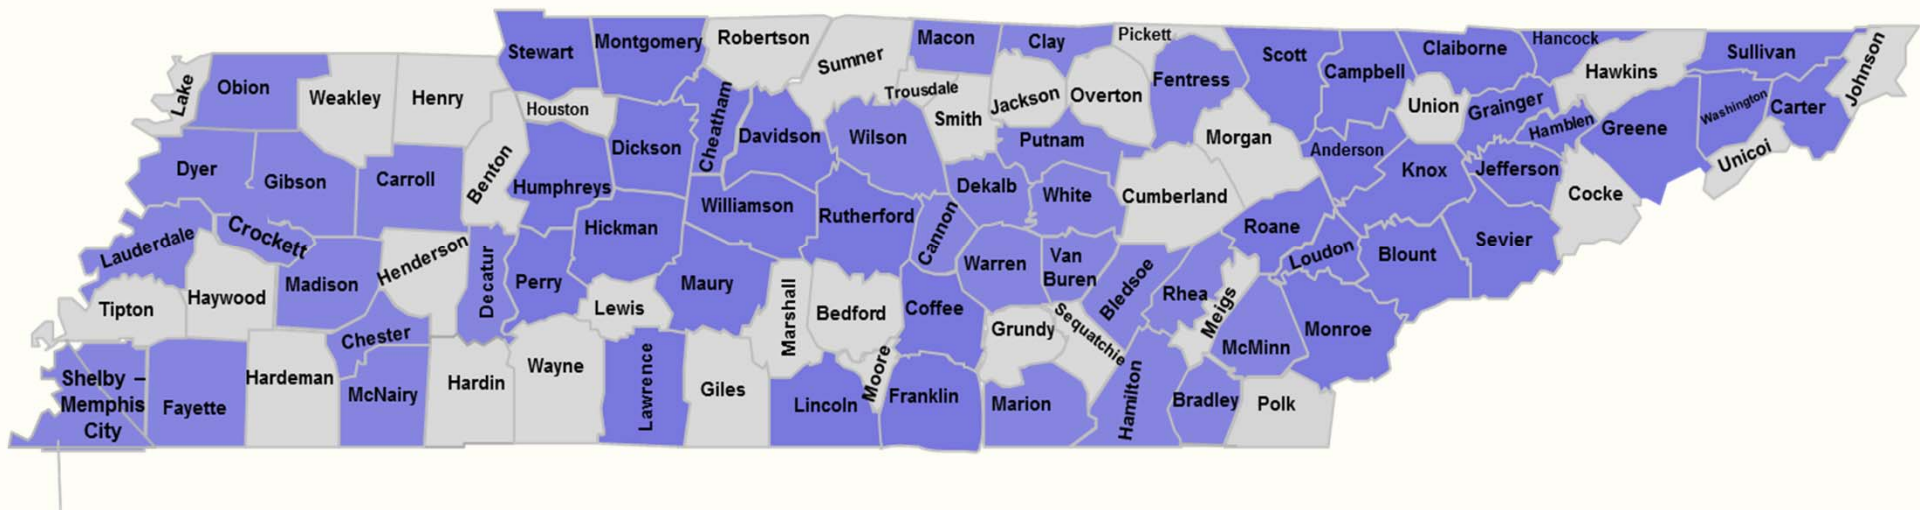 Stewart
Montgomery
Robertson
Sumner
Macon
Clay
Pickett
Scott
Claiborne
Hancock
Sullivan
Johnson
Lake
Obion
Weakley
Henry
Houston
Cheatham
Trousdale
Smith
Jackson
Overton
Fentress
Campbell
Union
Grainger
Hawkins
Hamblen
Greene
Washington
Carter
Unicoi
Dyer
Gibson
Carroll
Benton
Humphreys
Dickson
Davidson
Wilson
Putnam
Morgan
Anderson
Knox
Jefferson
Cocke
Lauderdale
Crockett
Williamson
Rutherford
Cannon
Dekalb
White
Cumberland
Roane
Loudon
Blount
Sevier
Tipton
Haywood
Madison
Henderson
Decatur
Perry
Hickman
Lewis
Maury
Marshall
Bedford
Coffee
Warren
Van
Buren
Bledsoe
Rhea
Meigs
McMinn
Monroe
Chester
Grundy
Sequatchie
Shelby –
Memphis
City
Fayette
Hardeman
McNairy
Hardin
Wayne
Lawrence
Giles
Lincoln
Moore
Franklin
Marion
Hamilton
Bradley
Polk